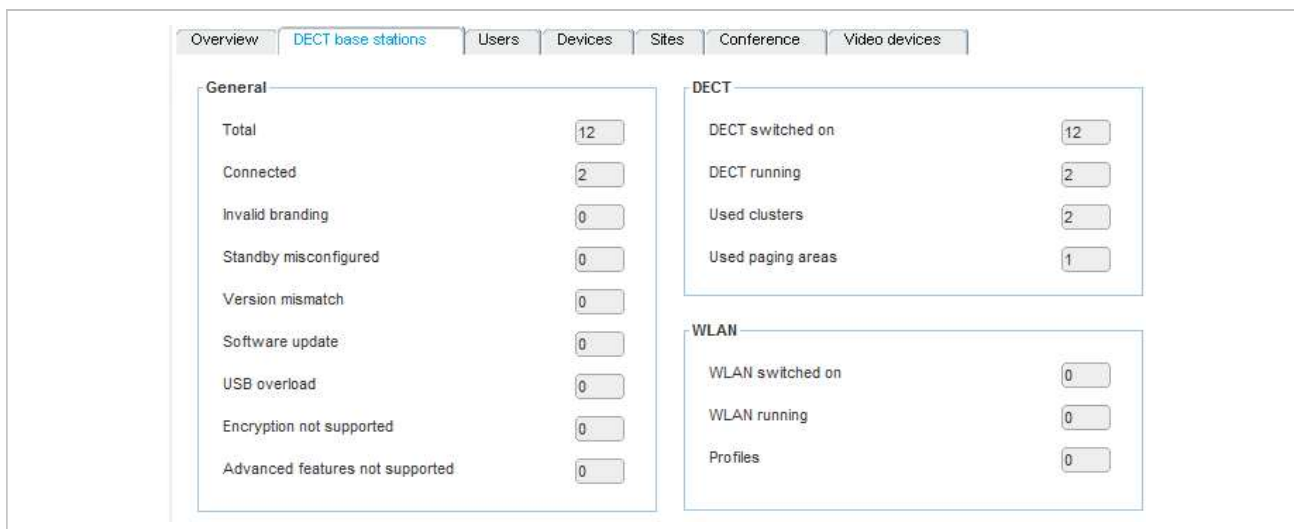 Overview DECT base stations Users Devices Sites Conference Video devices
General
Total 12
Connected 2
Invalid branding 0
Standby misconfigured 0
Version mismatch 0
Software update 0
USB overload 0
Encryption not supported 0
Advanced features not supported 0
DECT
DECT switched on 12
DECT running 2
Used clusters 2
Used paging areas 1
WLAN
WLAN switched on 0
WLAN running 0
Profiles 0